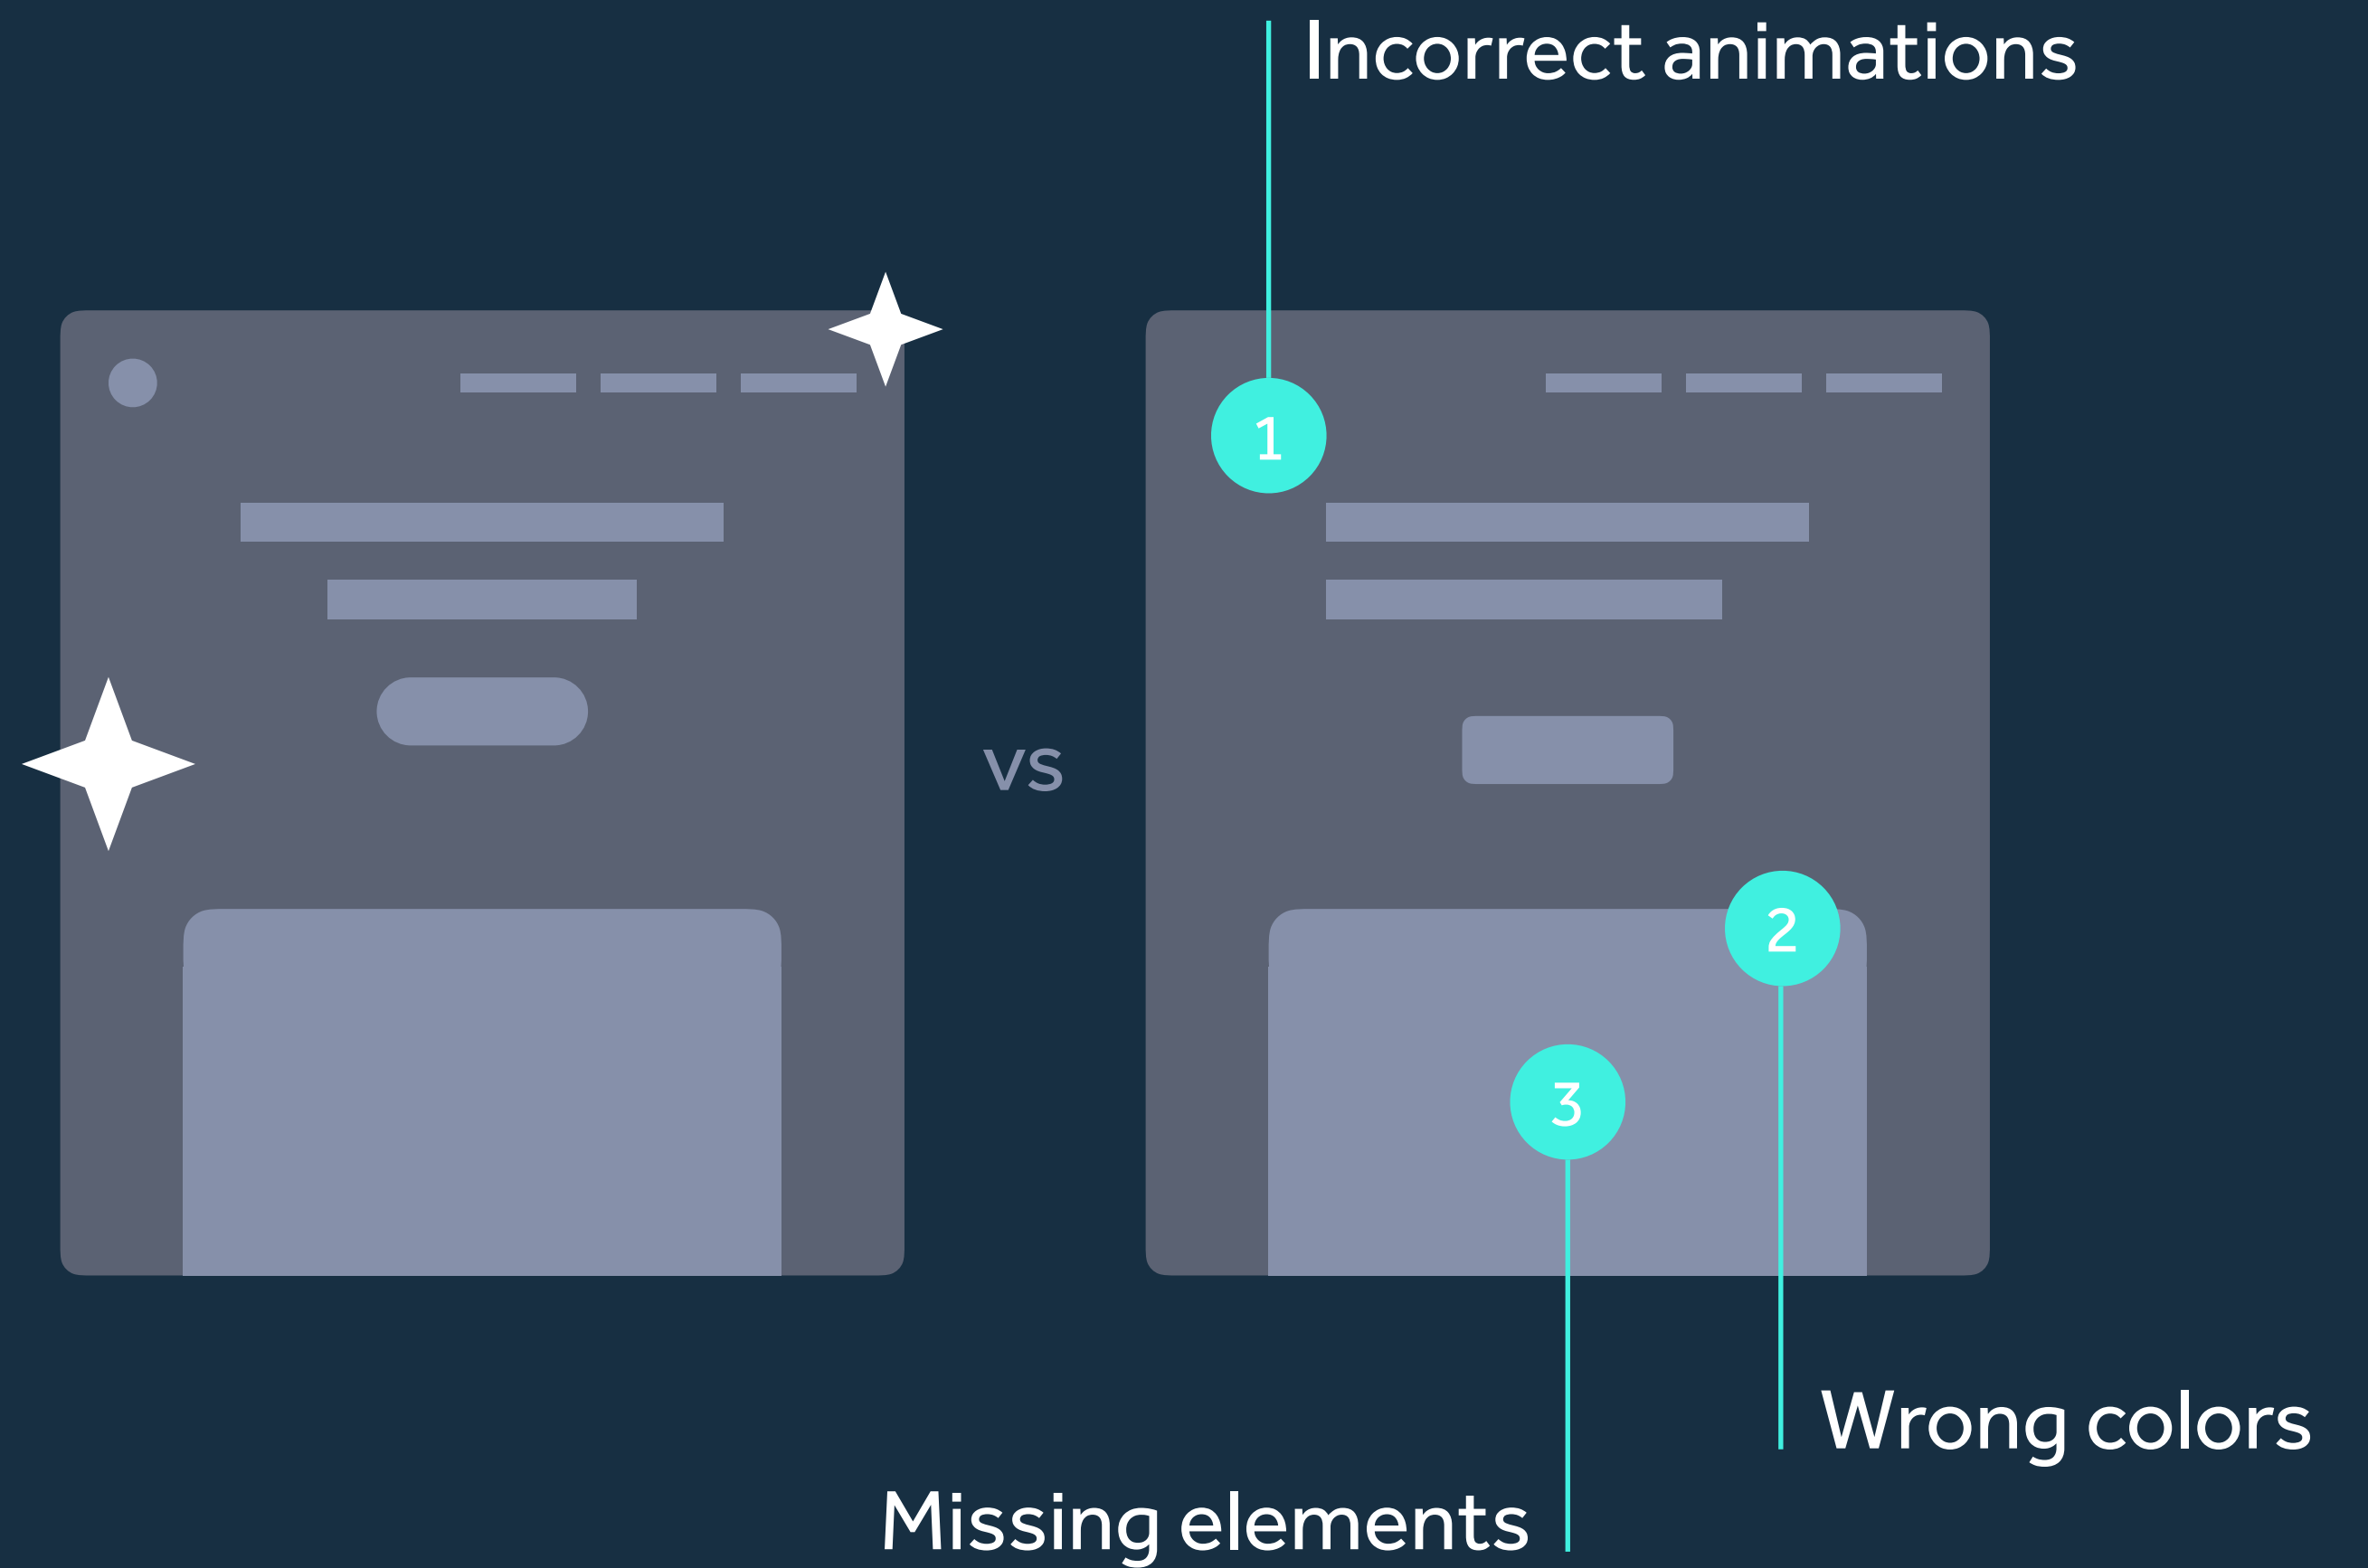 Incorrect animations
1
vs
2
3
Wrong colors
Missing elements